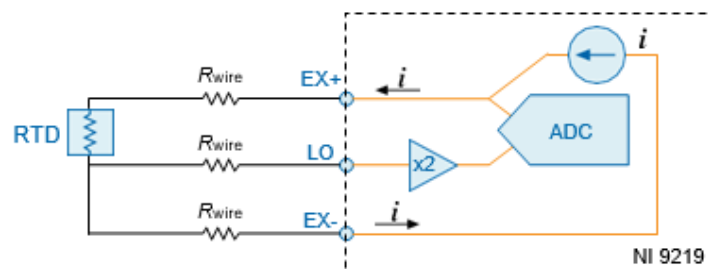 Rwire
EX+
i
i
RTD
Rwire
LO
x2
ADC
Rwire
EX-
i
NI 9219